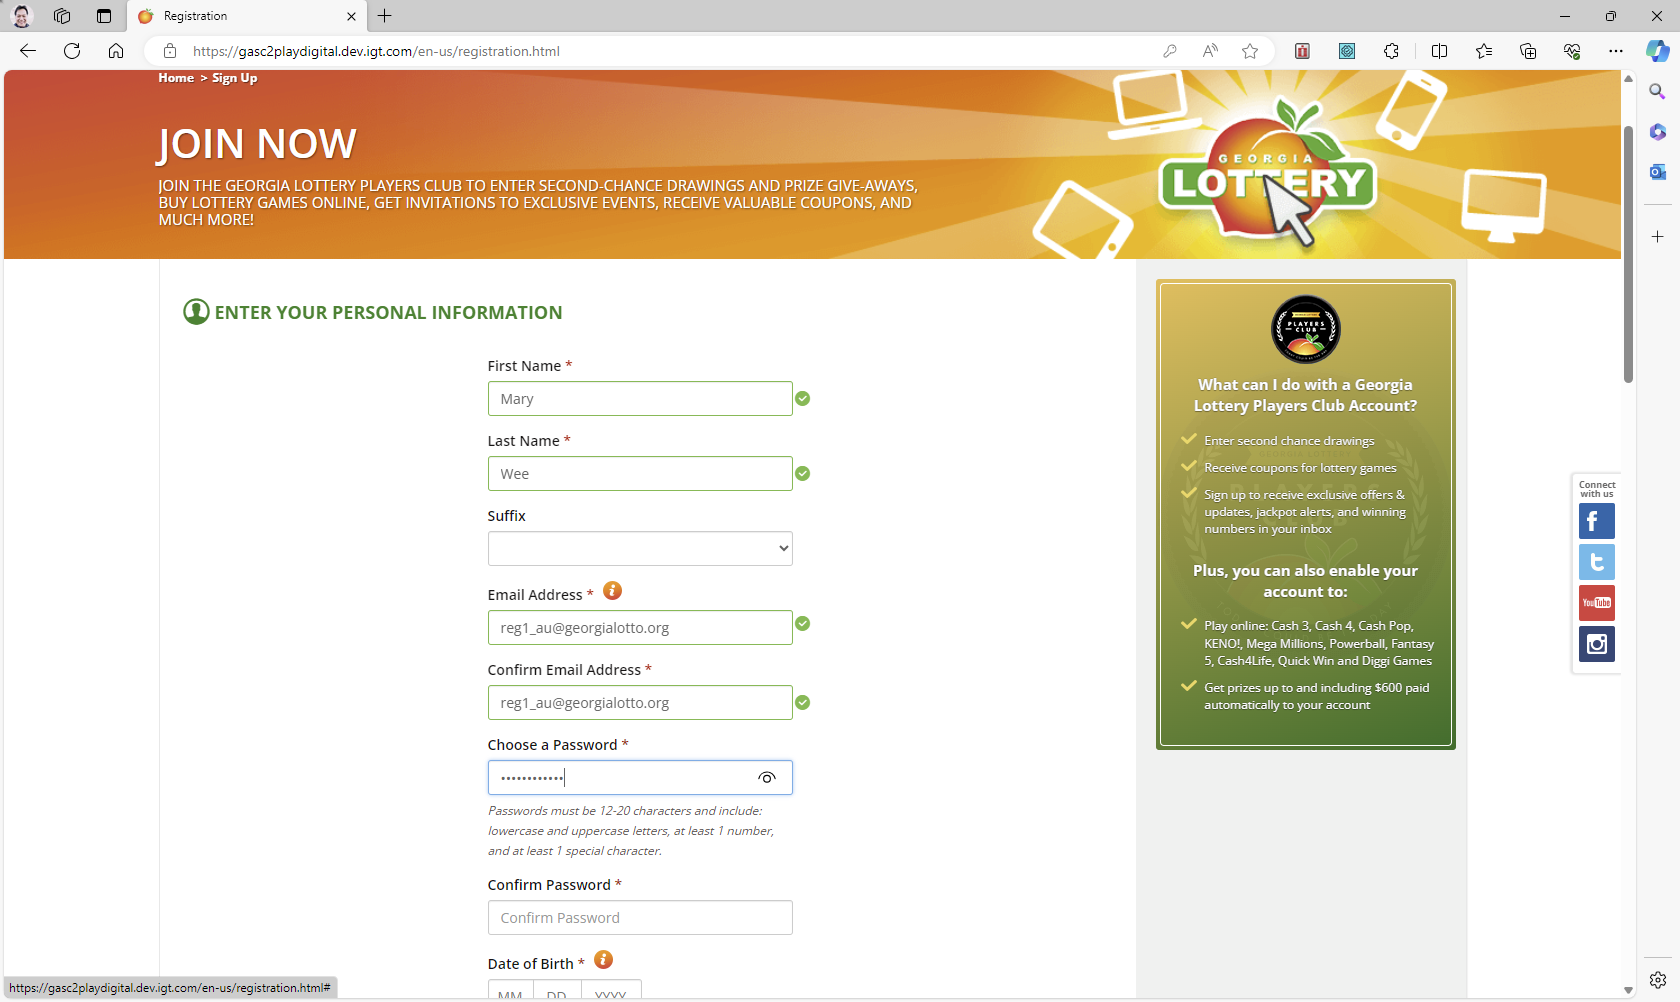 Registration
https://gasc2playdigital.dev.igt.com/en-us/registration.html
Home > Sign Up
JOIN NOW
JOIN THE GEORGIA LOTTERY PLAYERS CLUB TO ENTER SECOND-CHANCE DRAWINGS AND PRIZE GIVE-AWAYS,
BUY LOTTERY GAMES ONLINE, GET INVITATIONS TO EXCLUSIVE EVENTS, RECEIVE VALUABLE COUPONS, AND
MUCH MORE!
GEORGIA
LOTTERY
ENTER YOUR PERSONAL INFORMATION
First Name *
Mary
Last Name *
Wee
Suffix
Email Address *
reg1_au@georgialotto.org
Confirm Email Address *
reg1_au@georgialotto.org
Choose a Password *
••••••••••••
Passwords must be 12-20 characters and include:
lowercase and uppercase letters, at least 1 number,
and at least 1 special character.
Confirm Password *
Confirm Password
Date of Birth *
MM DD YYYY
PLAYERS
CLUB
What can I do with a Georgia
Lottery Players Club Account?
Enter second chance drawings
Receive coupons for lottery games
Sign up to receive exclusive offers &
updates, jackpot alerts, and winning
numbers in your inbox
Plus, you can also enable your
account to:
Play online: Cash 3, Cash 4, Cash Pop,
KENO!, Mega Millions, Powerball, Fantasy
5, Cash4Life, Quick Win and Diggi Games
Get prizes up to and including $600 paid
automatically to your account
Connect
with us
YouTube
https://gasc2playdigital.dev.igt.com/en-us/registration.html#